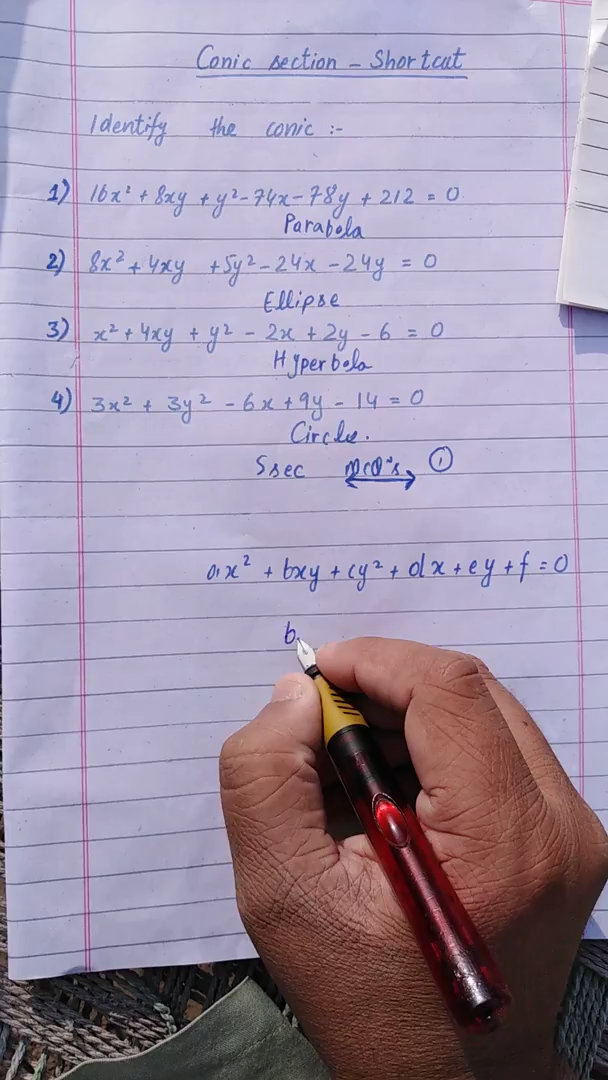 Conic section - Shortcut
Identify the conic :-
1) 16x² + 8xy + y² - 74x - 78y + 212 = 0.
Parabola
2) 8x² + 4xy + 5y² - 24x - 24y = 0
Ellipse
3) x² + 4xy + y² - 2x + 2y - 6 = 0
Hyperbola
4) 3x² + 3y² - 6x + 9y - 14 = 0
Circle.
5sec MCQ's ①
ax² + bxy + cy² + dx + ey + f = 0
b